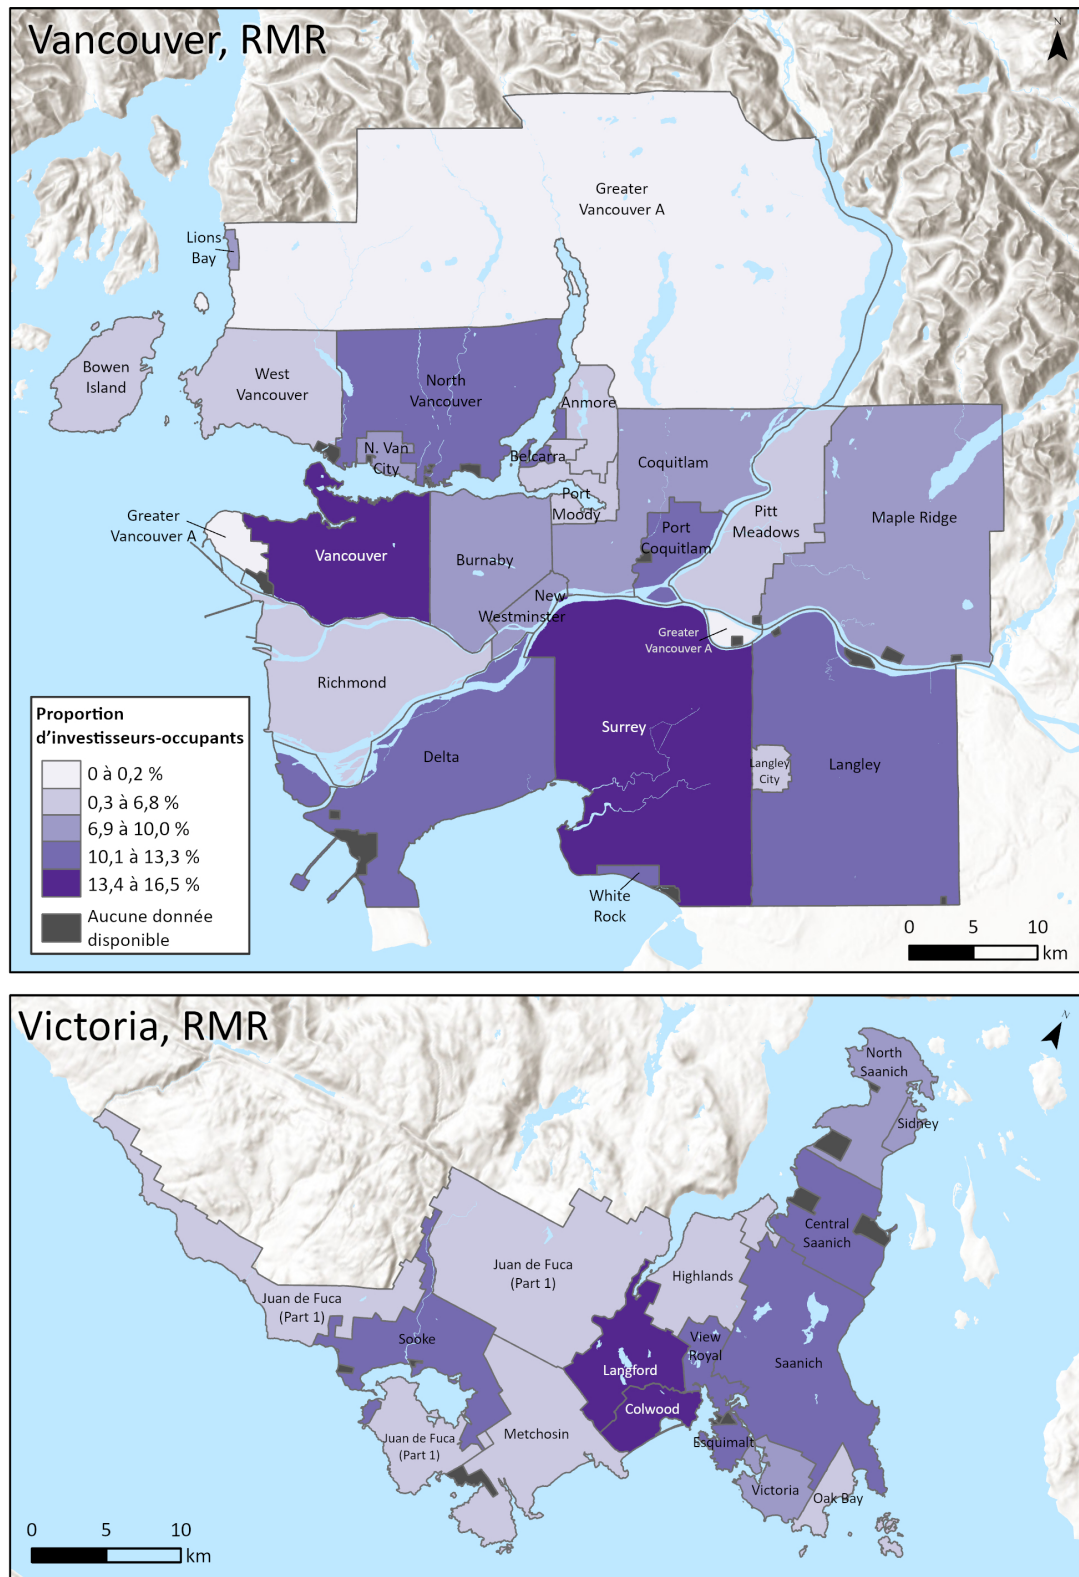 Vancouver, RMR
N
Greater
Vancouver A
Lions
Bay
Bowen
Island
West
Vancouver
North
Vancouver
Anmore
N. Van
City
Belcarra
Coquitlam
Port
Moody
Pitt
Meadows
Maple Ridge
Greater
Vancouver A
Vancouver
Burnaby
Port
Coquitlam
New
Westminster
Greater
Vancouver A
Richmond
Surrey
Delta
Langley
City
Langley
White
Rock
Proportion
d'investisseurs-occupants
0 à 0,2 %
0,3 à 6,8 %
6,9 à 10,0 %
10,1 à 13,3 %
13,4 à 16,5 %
Aucune donnée
disponible
0 5 10
km
Victoria, RMR
N
North
Saanich
Sidney
Central
Saanich
Juan de Fuca
(Part 1)
Highlands
Juan de Fuca
(Part 1)
Sooke
View
Royal
Saanich
Langford
Colwood
Juan de Fuca
(Part 1)
Metchosin
Esquimalt
Victoria
Oak Bay
0 5 10
km